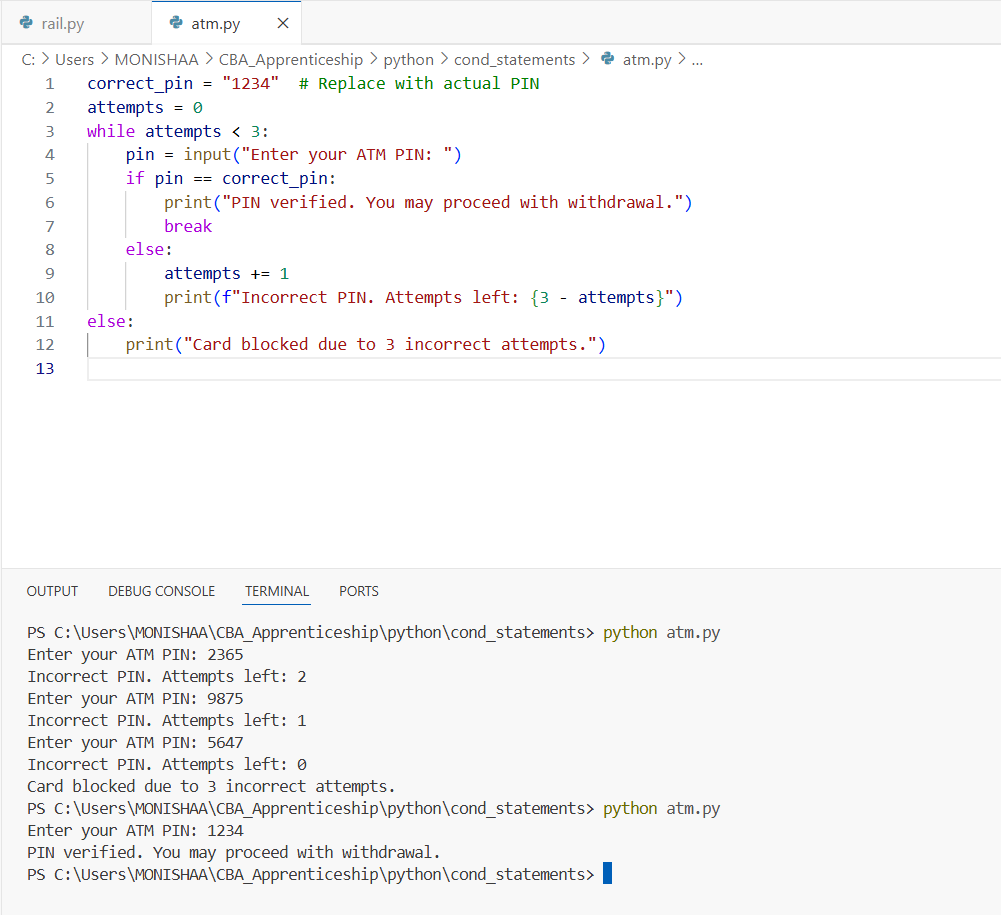 rail.py
atm.py
C: > Users > MONISHAA > CBA_Apprenticeship > python > cond_statements > atm.py > ...
1 correct_pin = "1234"  # Replace with actual PIN
2 attempts = 0
3 while attempts < 3:
4     pin = input("Enter your ATM PIN: ")
5     if pin == correct_pin:
6         print("PIN verified. You may proceed with withdrawal.")
7         break
8     else:
9         attempts += 1
10         print(f"Incorrect PIN. Attempts left: {3 - attempts}")
11 else:
12     print("Card blocked due to 3 incorrect attempts.")
13
OUTPUT DEBUG CONSOLE TERMINAL PORTS
PS C:\Users\MONISHAA\CBA_Apprenticeship\python\cond_statements> python atm.py
Enter your ATM PIN: 2365
Incorrect PIN. Attempts left: 2
Enter your ATM PIN: 9875
Incorrect PIN. Attempts left: 1
Enter your ATM PIN: 5647
Incorrect PIN. Attempts left: 0
Card blocked due to 3 incorrect attempts.
PS C:\Users\MONISHAA\CBA_Apprenticeship\python\cond_statements> python atm.py
Enter your ATM PIN: 1234
PIN verified. You may proceed with withdrawal.
PS C:\Users\MONISHAA\CBA_Apprenticeship\python\cond_statements>